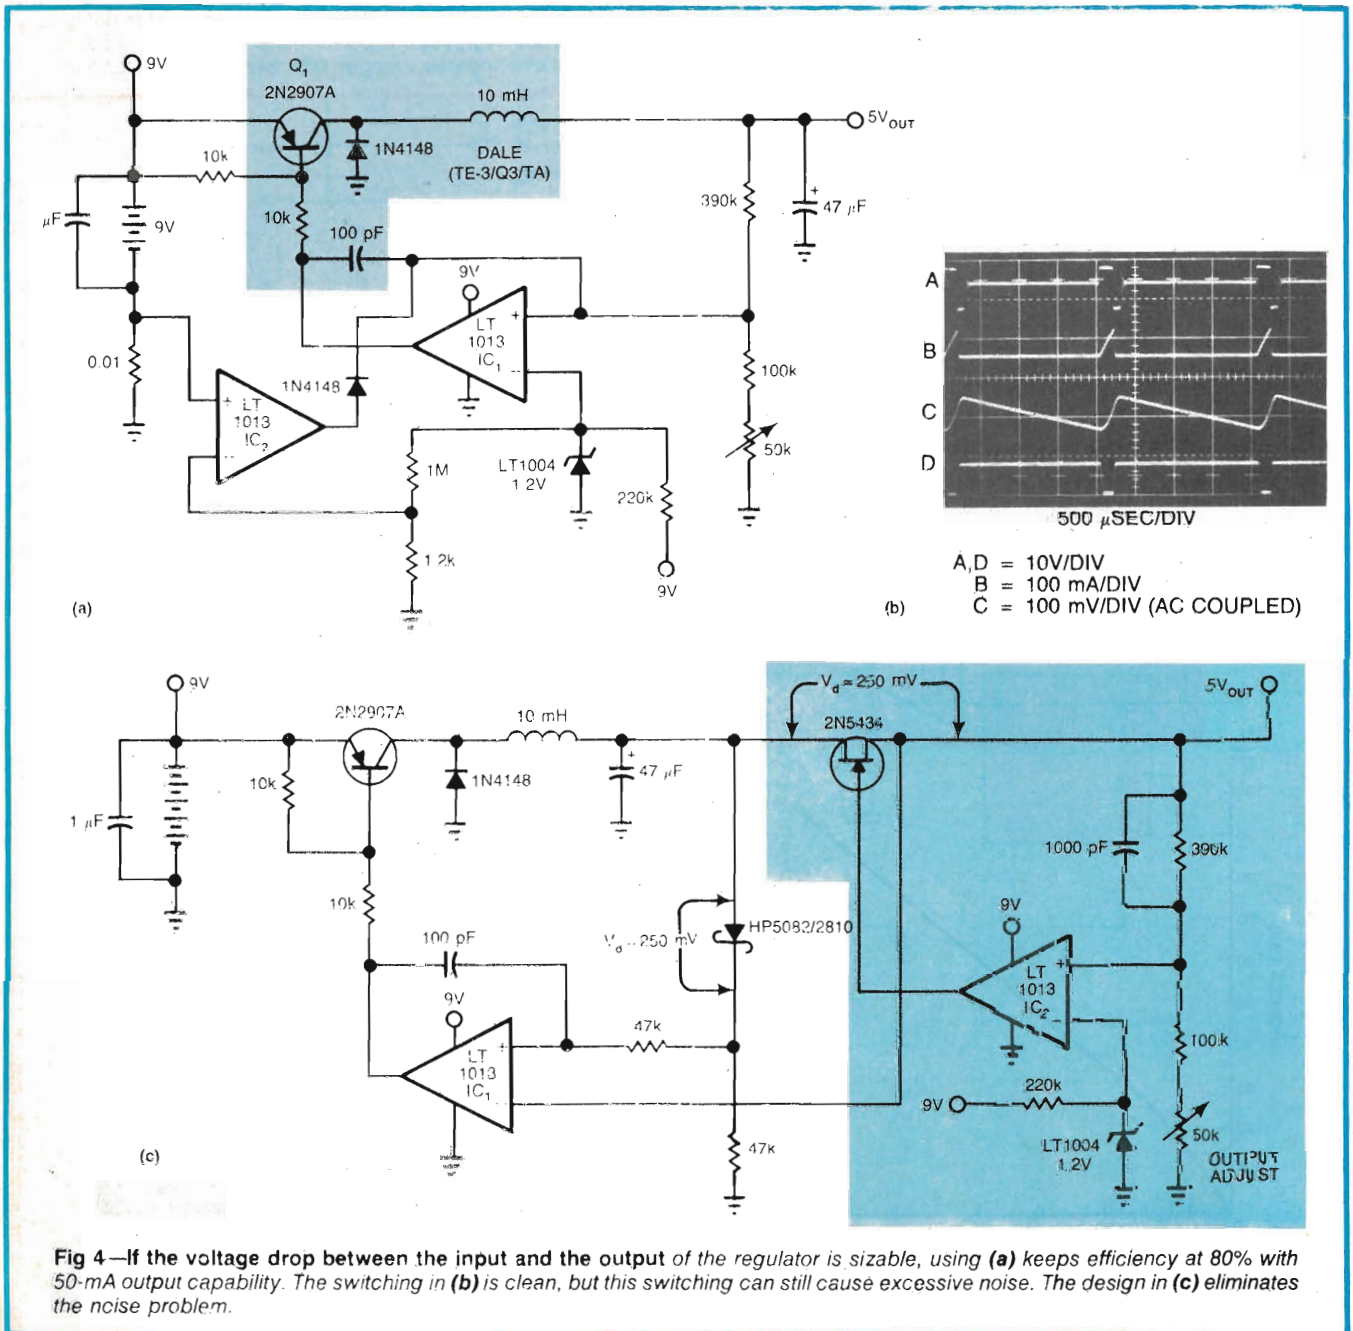 9V
Q1
2N2907A
10 mH
5VOUT
1N4148
DALE
(TE-3/Q3/TA)
10k
390k
+
47 µF
µF
9V
10k
100 pF
9V
A
LT
1013
IC1
+
B
0.01
1N4148
100k
C
+
LT
1013
IC2
50k
D
1M
LT1004
1.2V
220k
500 µSEC/DIV
1.2k
9V
A,D = 10V/DIV
B = 100 mA/DIV
C = 100 mV/DIV (AC COUPLED)
(a)
(b)
9V
Vd = 250 mV
5VOUT
2N2907A
10 mH
2N5434
+
47 µF
10k
1N4148
1 µF
1000 pF
390k
10k
9V
HP5082/2810
Vd = 250 mV
100 pF
+
LT
1013
IC2
9V
47k
100k
+
LT
1013
IC1
220k
9V
50k
47k
LT1004
1.2V
OUTPUT
ADJUST
(c)
Fig 4—If the voltage drop between the input and the output of the regulator is sizable, using (a) keeps efficiency at 80% with
50-mA output capability. The switching in (b) is clean, but this switching can still cause excessive noise. The design in (c) eliminates
the noise problem.